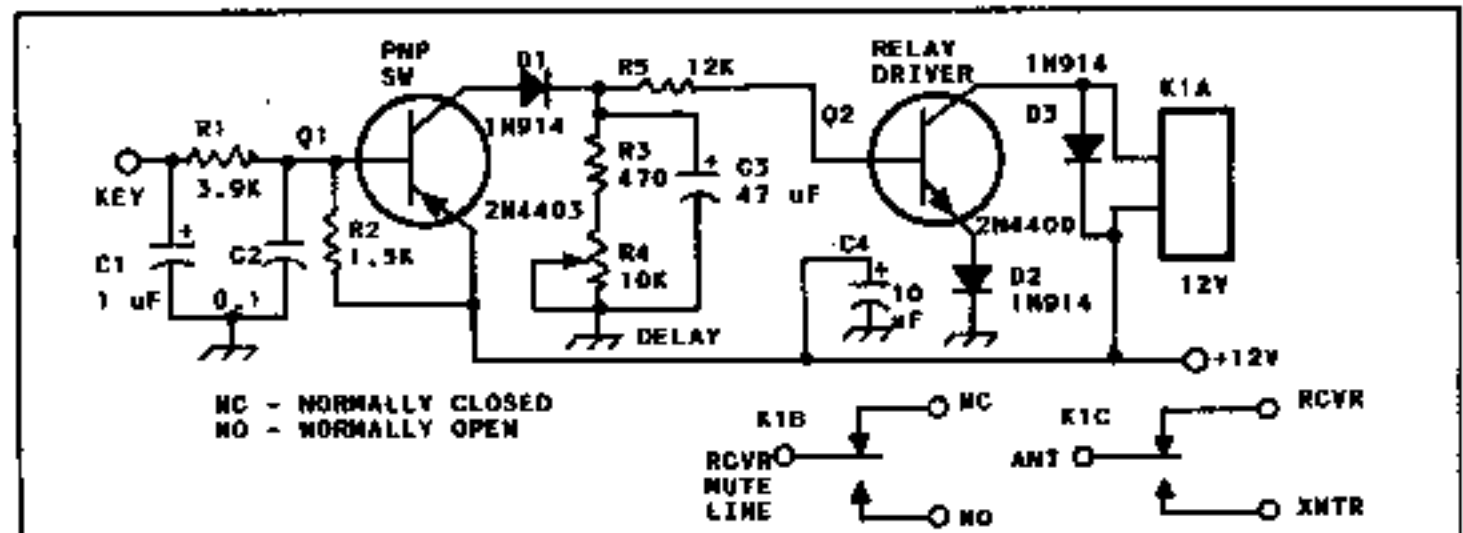 PNP SW
D1
1N914
R5 12K
RELAY DRIVER
1N914
D3
K1A
12V
R1
3.9K
Q1
KEY
C1
1 uF
C2
0.1
R2
1.5K
2N4403
R3
470
R4
10K
C3
+
47 uF
DELAY
Q2
2N4400
C4
+
10 uF
D2
1N914
+12V
+
NC - NORMALLY CLOSED
NO - NORMALLY OPEN
K1B
RCVR MUTE LINE
NC
NO
K1C
ANT
RCVR
XMTR